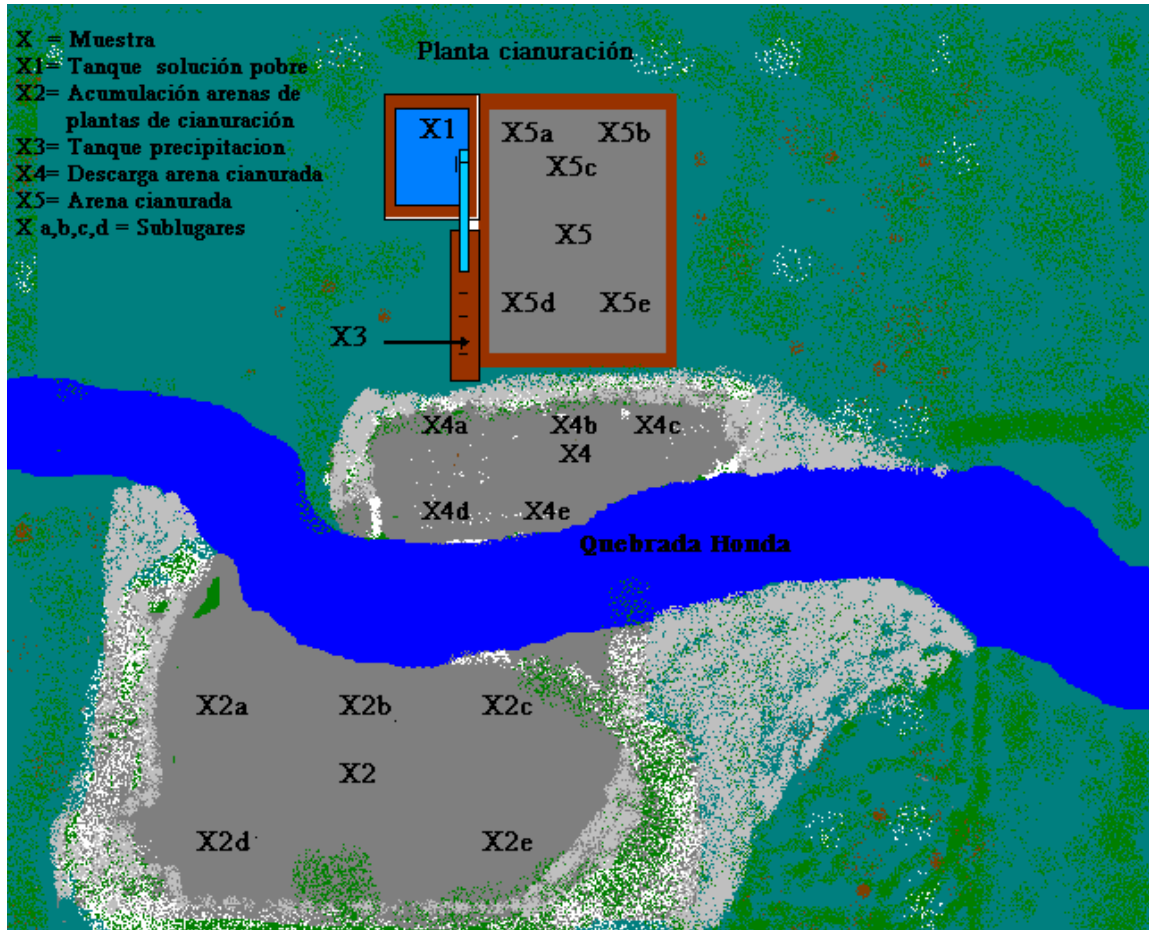 X = Muestra
X1= Tanque solución pobre
X2= Acumulación arenas de
plantas de cianuración
X3= Tanque precipitacion
X4= Descarga arena cianurada
X5= Arena cianurada
X a,b,c,d = Sublugares
Planta cianuración
X1
X5a X5b
X5c
X5
X5d X5e
X3
X4a X4b X4c
X4
X4d X4e
Quebrada Honda
X2a X2b X2c
X2
X2d X2e